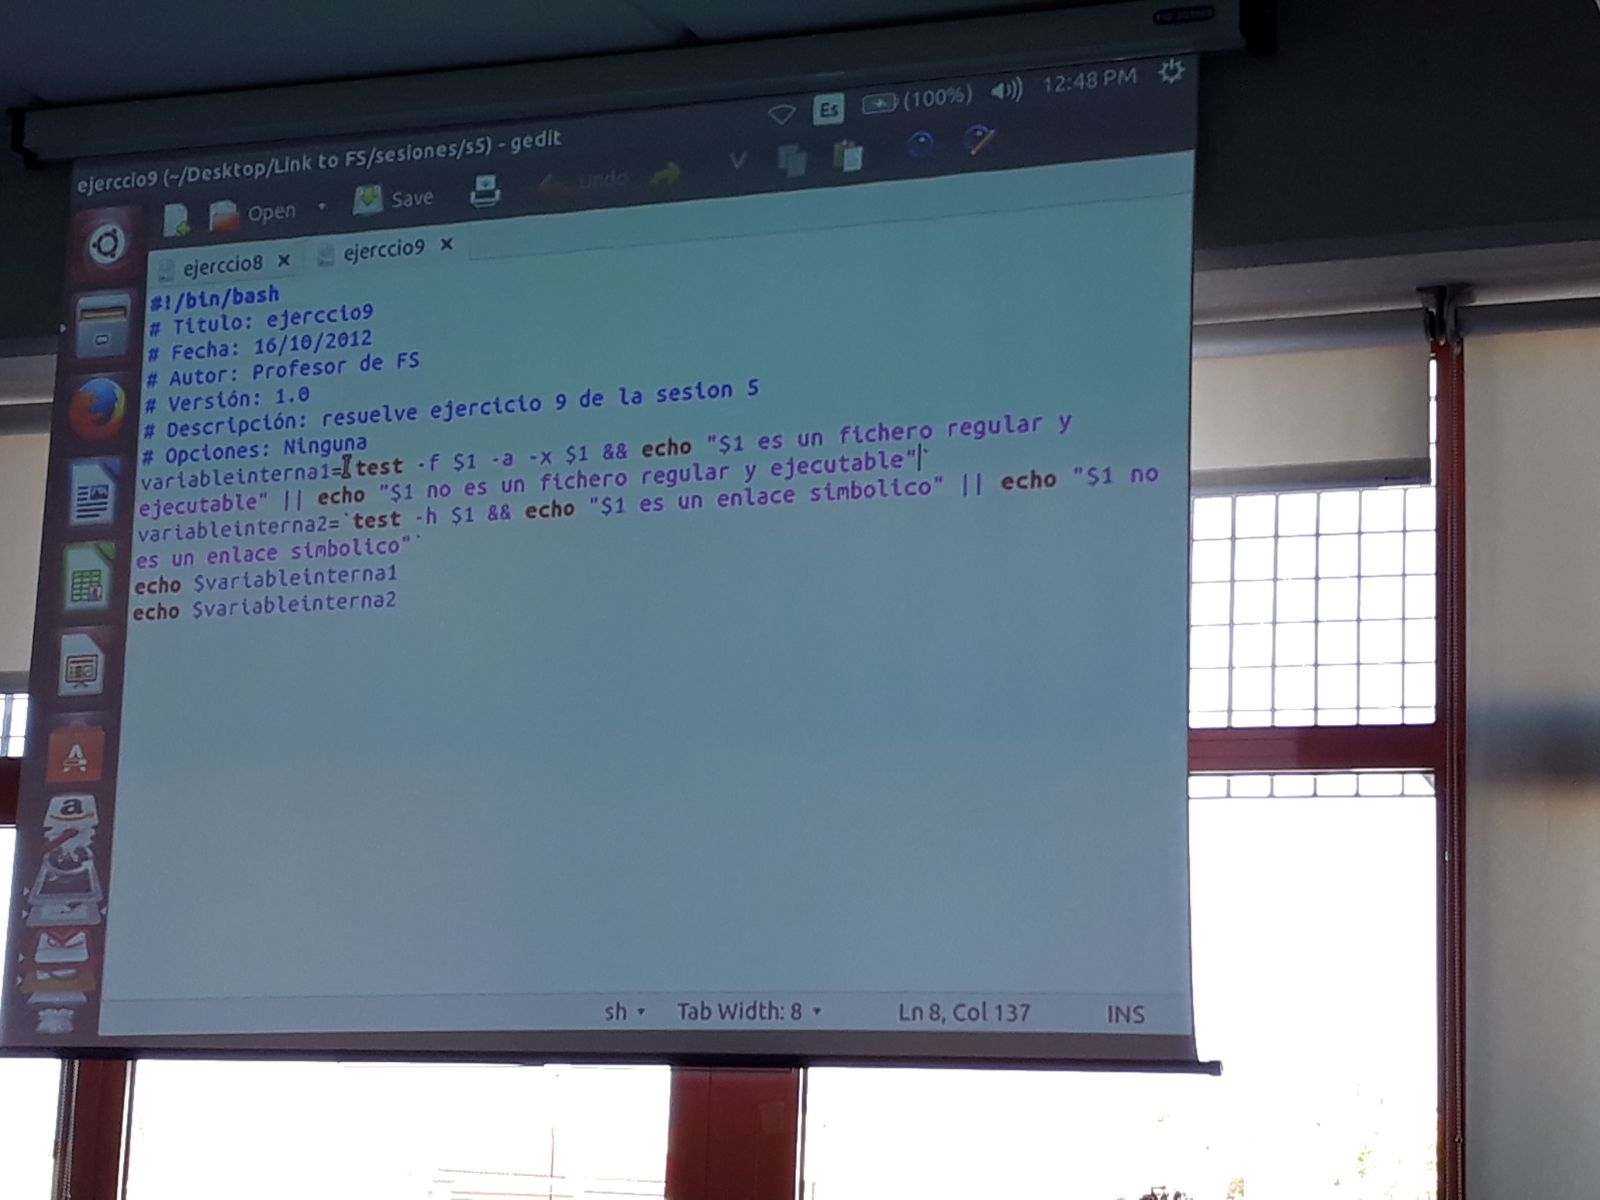 12:48 PM
(100%)
Es
ejerccio9 (~/Desktop/Link to FS/sesiones/s5) - gedit
Open Save Undo
ejerccio8 x ejerccio9 x
#!/bin/bash
# Titulo: ejerccio9
# Fecha: 16/10/2012
# Autor: Profesor de FS
# Versión: 1.0
# Descripción: resuelve ejercicio 9 de la sesion 5
# Opciones: Ninguna
variableinterna1=`test -f $1 -a -x $1 && echo "$1 es un fichero regular y
ejecutable" || echo "$1 no es un fichero regular y ejecutable"`
variableinterna2=`test -h $1 && echo "$1 es un enlace simbolico" || echo "$1 no
es un enlace simbolico"`
echo $variableinterna1
echo $variableinterna2
sh Tab Width: 8 Ln 8, Col 137 INS